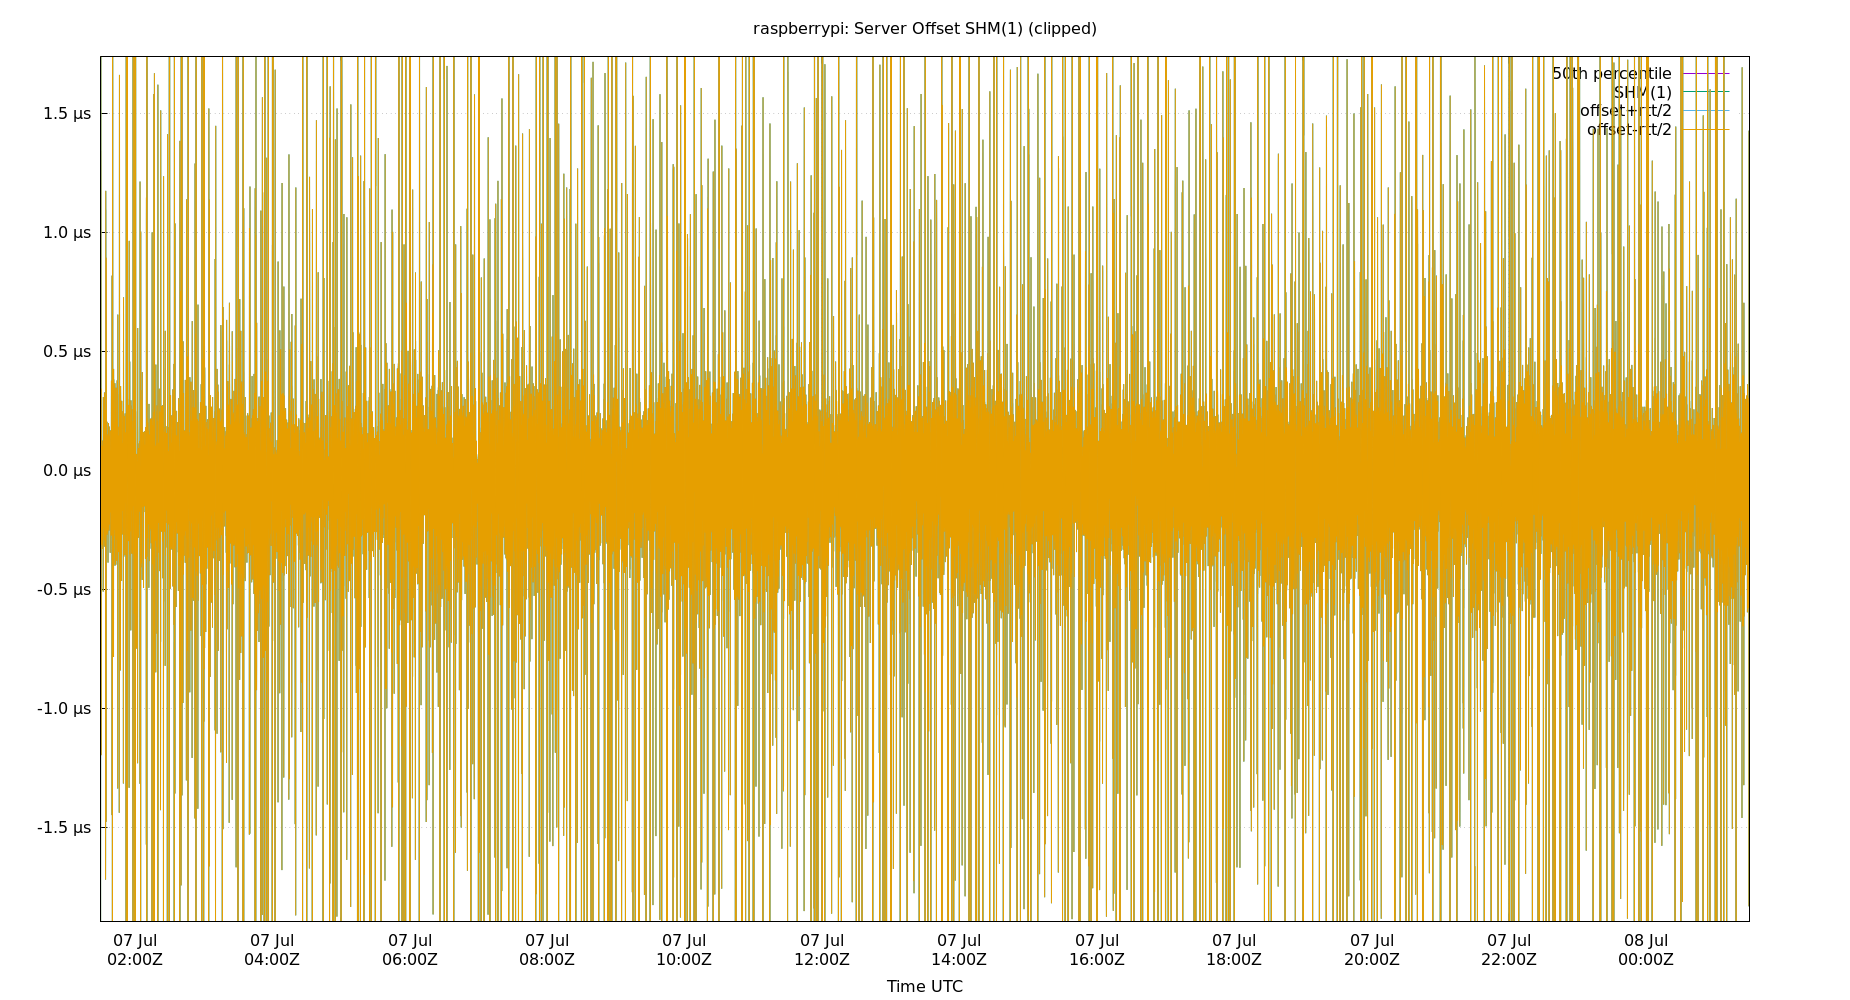 raspberrypi: Server Offset SHM(1) (clipped)
50th percentile
SHM(1)
offset+rtt/2
offset-rtt/2
1.5 µs
1.0 µs
0.5 µs
0.0 µs
-0.5 µs
-1.0 µs
-1.5 µs
07 Jul 07 Jul 07 Jul 07 Jul 07 Jul 07 Jul 07 Jul 07 Jul 07 Jul 07 Jul 07 Jul 08 Jul
02:00Z 04:00Z 06:00Z 08:00Z 10:00Z 12:00Z 14:00Z 16:00Z 18:00Z 20:00Z 22:00Z 00:00Z
Time UTC